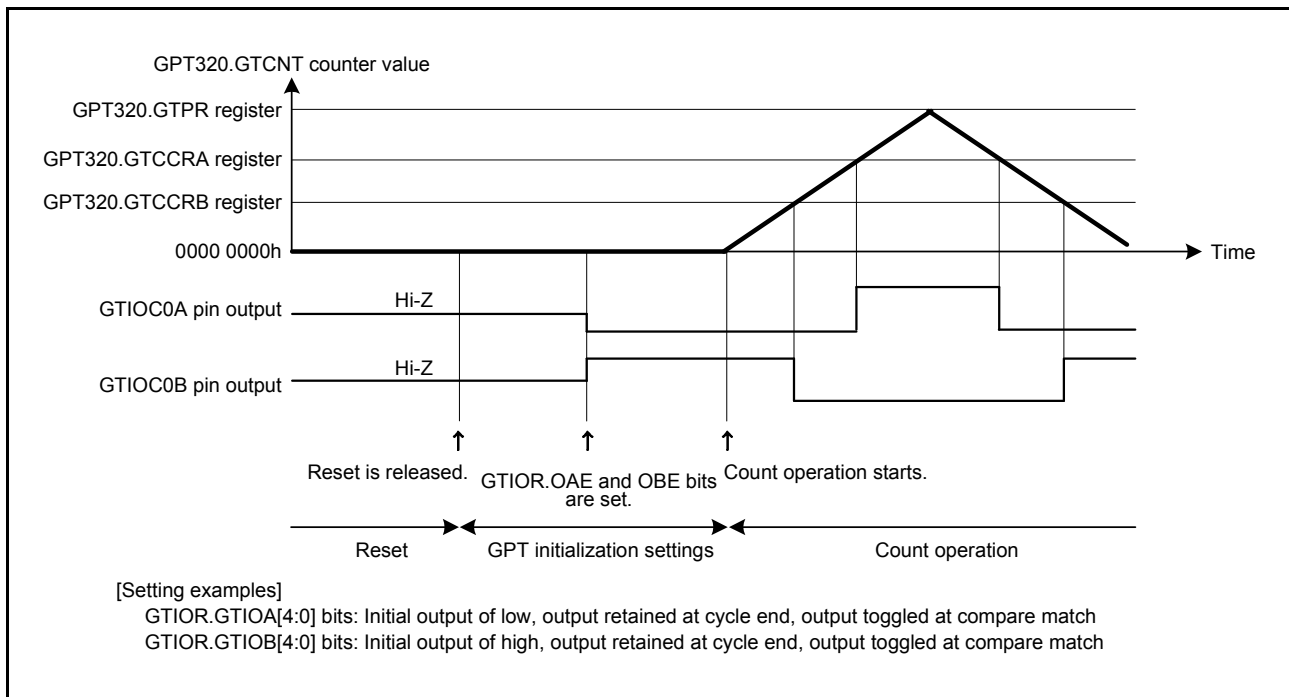 GPT320.GTCNT counter value
GPT320.GTPR register
GPT320.GTCCRA register
GPT320.GTCCRB register
0000 0000h
Time
GTIOC0A pin output
Hi-Z
GTIOC0B pin output
Hi-Z
Reset is released.
GTIOR.OAE and OBE bits
are set.
Count operation starts.
Reset
GPT initialization settings
Count operation
[Setting examples]
GTIOR.GTIOA[4:0] bits: Initial output of low, output retained at cycle end, output toggled at compare match
GTIOR.GTIOB[4:0] bits: Initial output of high, output retained at cycle end, output toggled at compare match